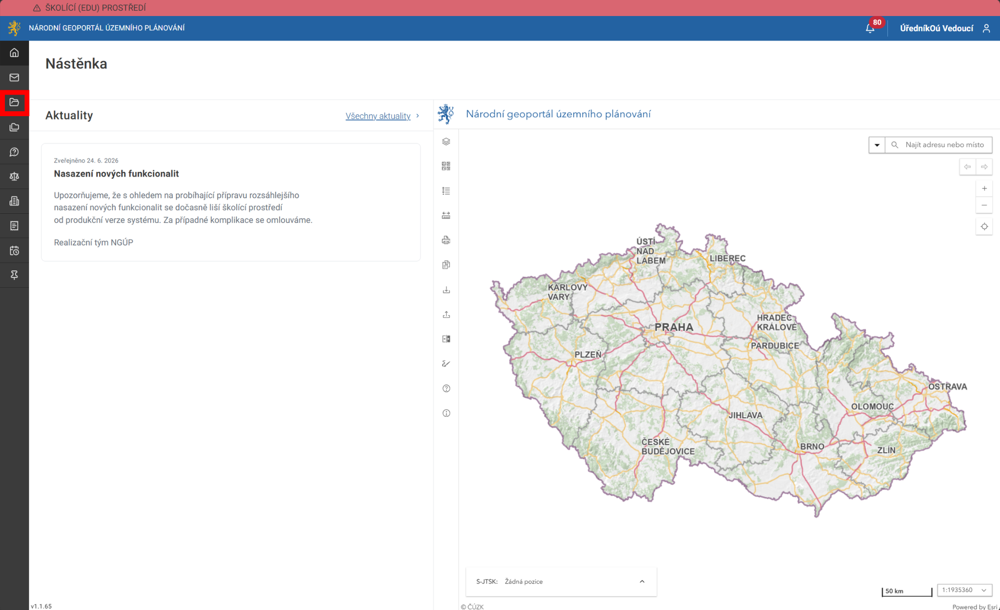 ŠKOLÍCÍ (EDU) PROSTŘEDÍ
NÁRODNÍ GEOPORTÁL ÚZEMNÍHO PLÁNOVÁNÍ
80
ÚředníkOú Vedoucí
Nástěnka
Aktuality
Všechny aktuality
Zveřejněno 24. 6. 2026
Nasazení nových funkcionalit
Upozorňujeme, že s ohledem na probíhající přípravu rozsáhlejšího
nasazení nových funkcionalit se dočasně liší školící prostředí
od produkční verze systému. Za případné komplikace se omlouváme.
Realizační tým NGÚP
Národní geoportál územního plánování
Najít adresu nebo místo
ÚSTÍ
NAD
LABEM
LIBEREC
KARLOVY
VARY
HRADEC
KRÁLOVÉ
PRAHA
PARDUBICE
PLZEŇ
OSTRAVA
OLOMOUC
JIHLAVA
ČESKÉ
BUDĚJOVICE
BRNO
ZLÍN
S-JTSK: Žádná pozice
50 km
1:1935360
v1.1.65
© ČÚZK
Powered by Esri